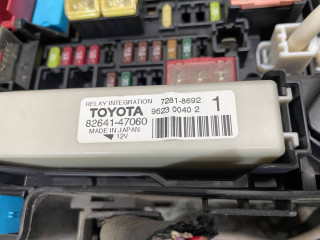 RELAY INTEGRATION 7281-8692
TOYOTA 9623 0040 2 1
82641-47060
MADE IN JAPAN
12V